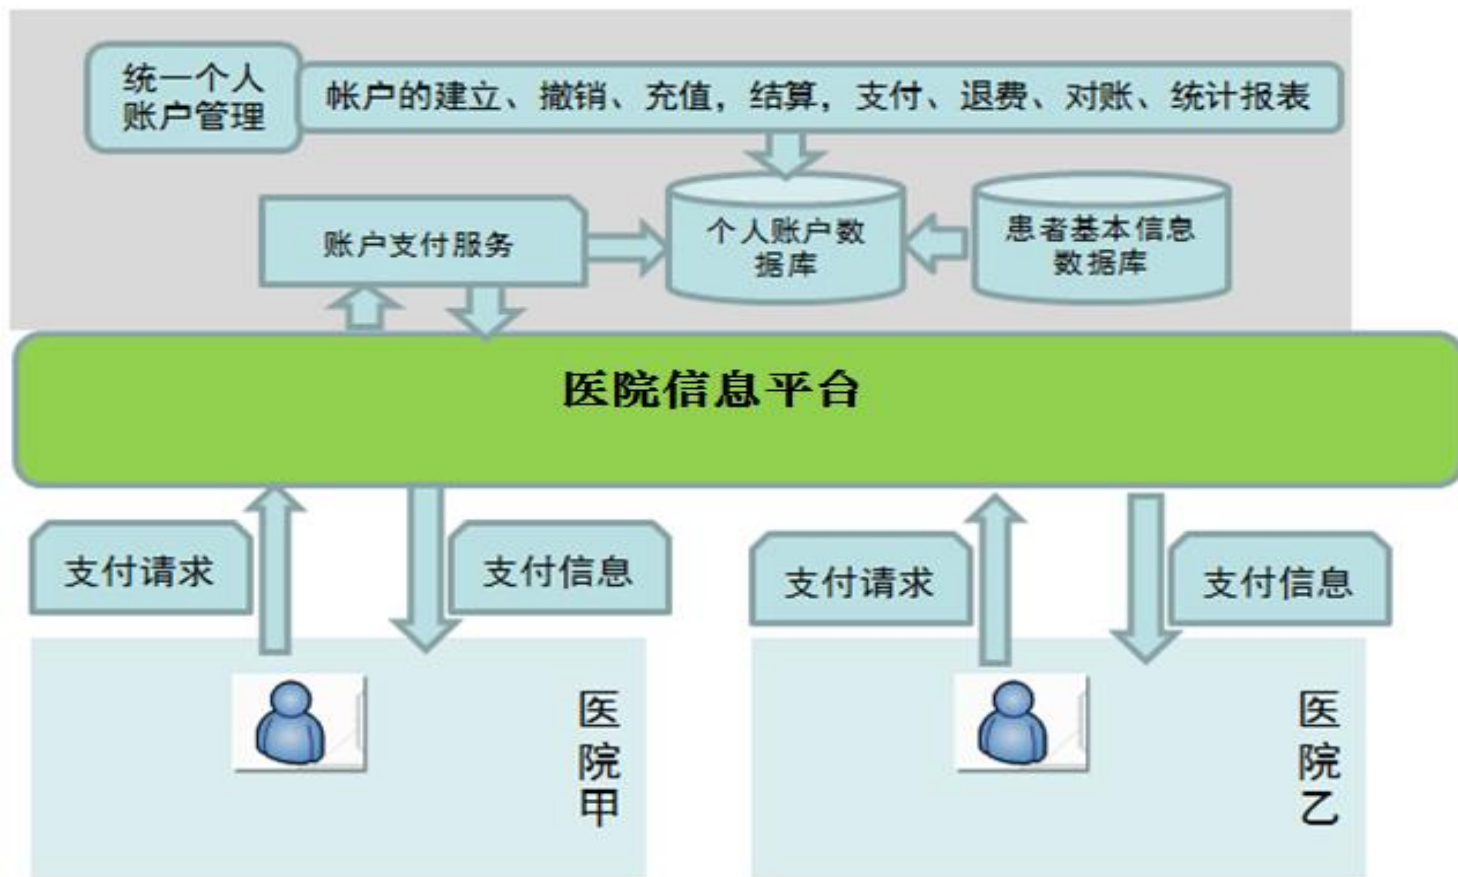 统一个人
账户管理
帐户的建立、撤销、充值，结算，支付、退费、对账、统计报表
账户支付服务
个人账户数
据库
患者基本信息
数据库
医院信息平台
支付请求
支付信息
支付请求
支付信息
医
院
甲
医
院
乙